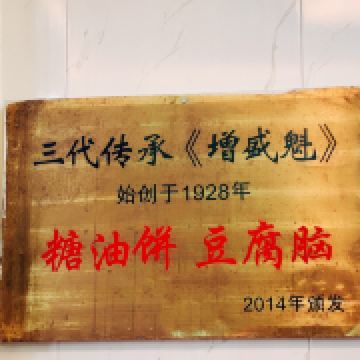 三代传承《增盛魁》
始创于1928年
糖油饼 豆腐脑
2014年颁发